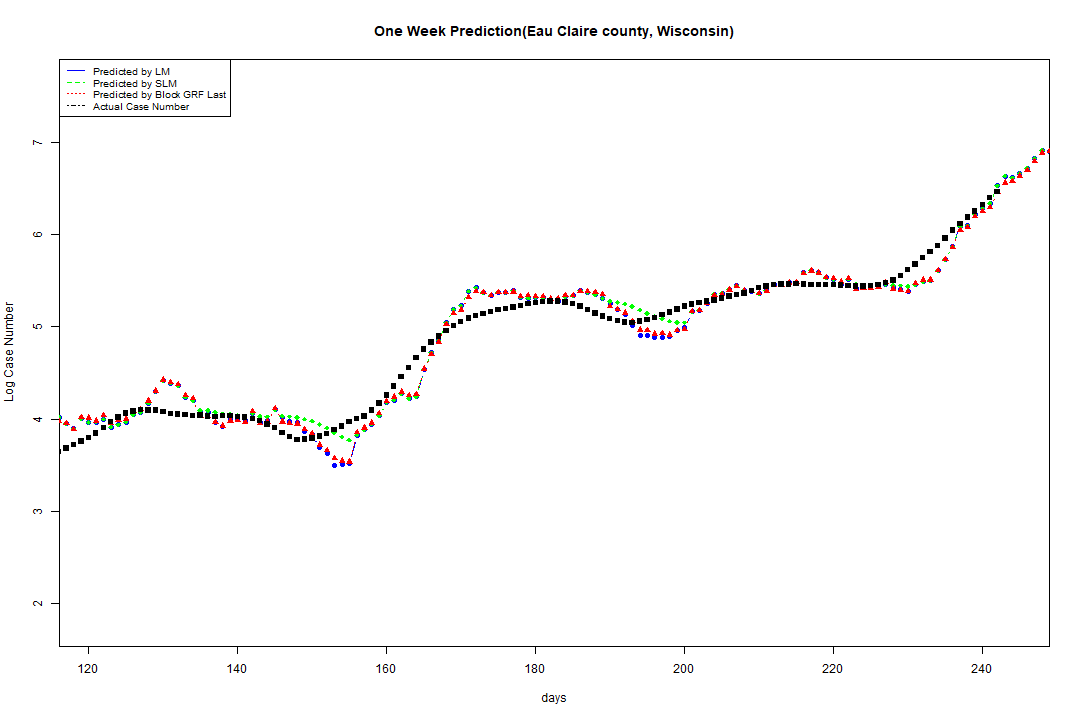 One Week Prediction(Eau Claire county, Wisconsin)
Predicted by LM
Predicted by SLM
Predicted by Block GRF Last
Actual Case Number
7
6
5
4
3
2
Log Case Number
120 140 160 180 200 220 240
days